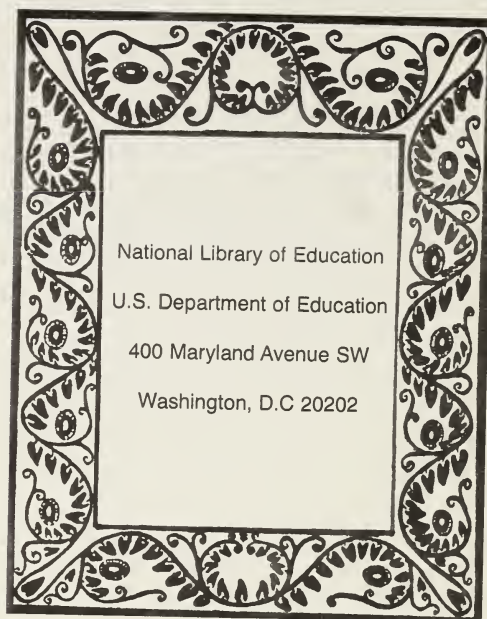 National Library of Education
U.S. Department of Education
400 Maryland Avenue SW
Washington, D.C 20202